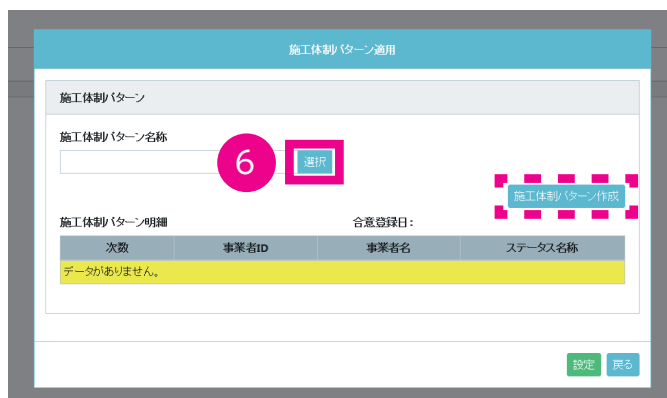 施工体制パターン適用
施工体制パターン
施工体制パターン名称
6 選択
施工体制パターン作成
施工体制パターン明細 合意登録日：
次数 事業者ID 事業者名 ステータス名称
データがありません。
設定 戻る